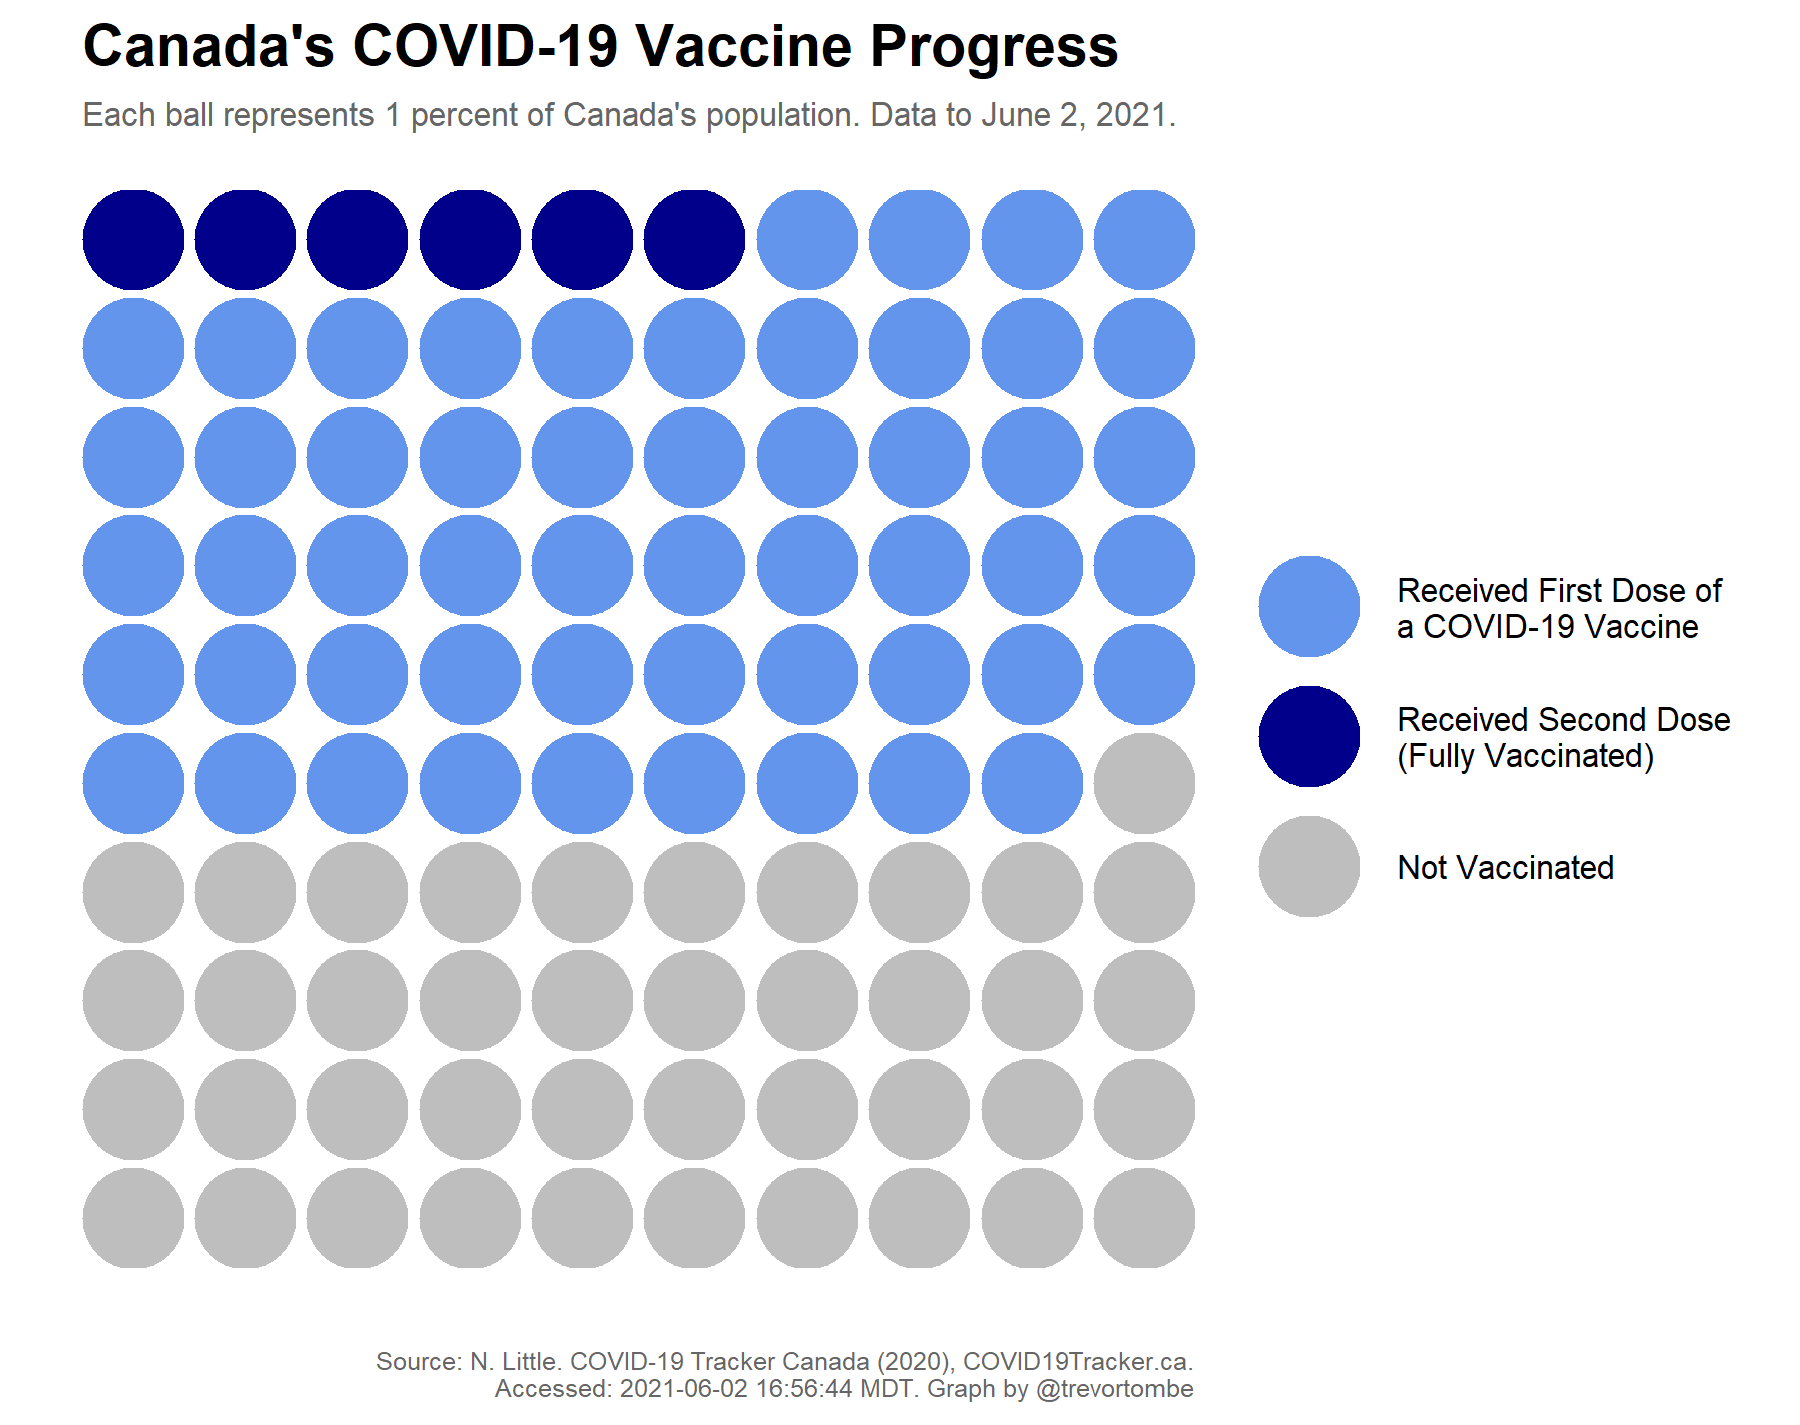 Canada's COVID-19 Vaccine Progress
Each ball represents 1 percent of Canada's population. Data to June 2, 2021.
Received First Dose of
a COVID-19 Vaccine
Received Second Dose
(Fully Vaccinated)
Not Vaccinated
Source: N. Little. COVID-19 Tracker Canada (2020), COVID19Tracker.ca.
Accessed: 2021-06-02 16:56:44 MDT. Graph by @trevortombe